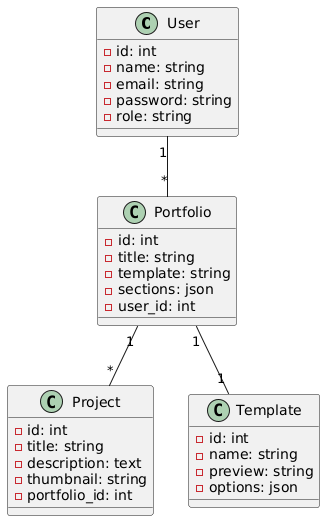 C User
id: int
name: string
email: string
password: string
role: string
1
*
C Portfolio
id: int
title: string
template: string
sections: json
user_id: int
1 1
* 1
C Project
id: int
title: string
description: text
thumbnail: string
portfolio_id: int
C Template
id: int
name: string
preview: string
options: json